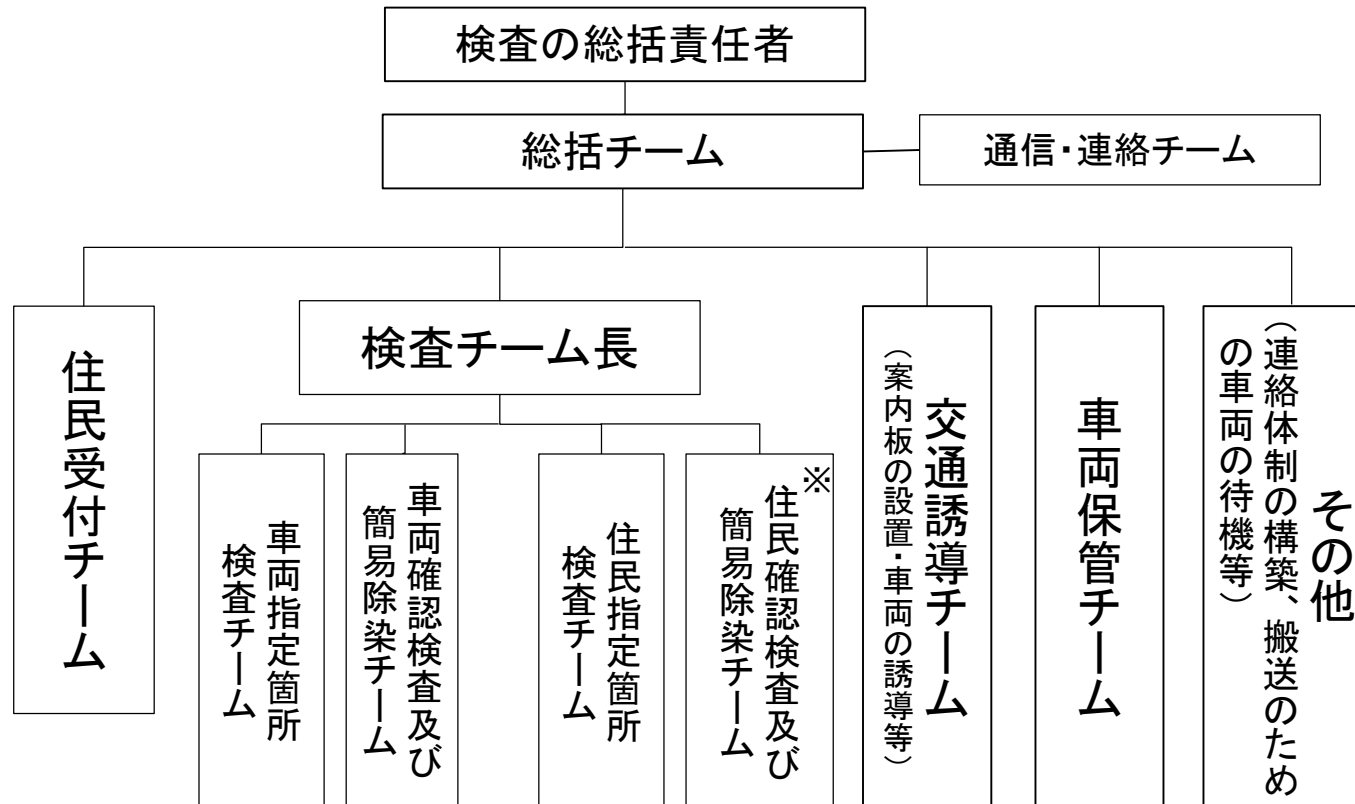 検査の総括責任者
総括チーム
通信・連絡チーム
住民受付チーム
検査チーム長
車両指定箇所
検査チーム
車両確認検査及び
簡易除染チーム
住民指定箇所
検査チーム
※
住民確認検査及び
簡易除染チーム
交通誘導チーム
（案内板の設置・車両の誘導等）
車両保管チーム
その他
（連絡体制の構築、搬送のため
の車両の待機等）